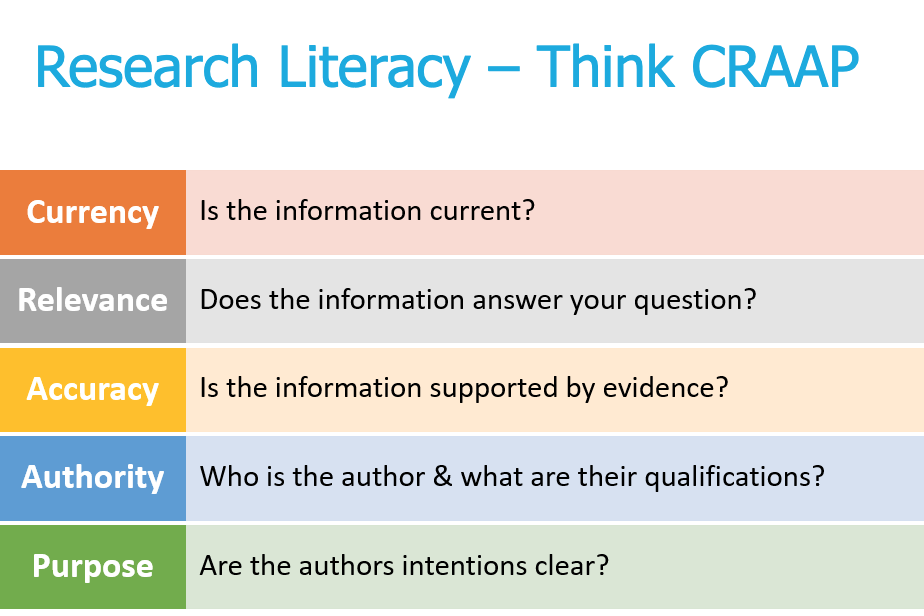 Research Literacy – Think CRAAP
Currency
Is the information current?
Relevance
Does the information answer your question?
Accuracy
Is the information supported by evidence?
Authority
Who is the author & what are their qualifications?
Purpose
Are the authors intentions clear?